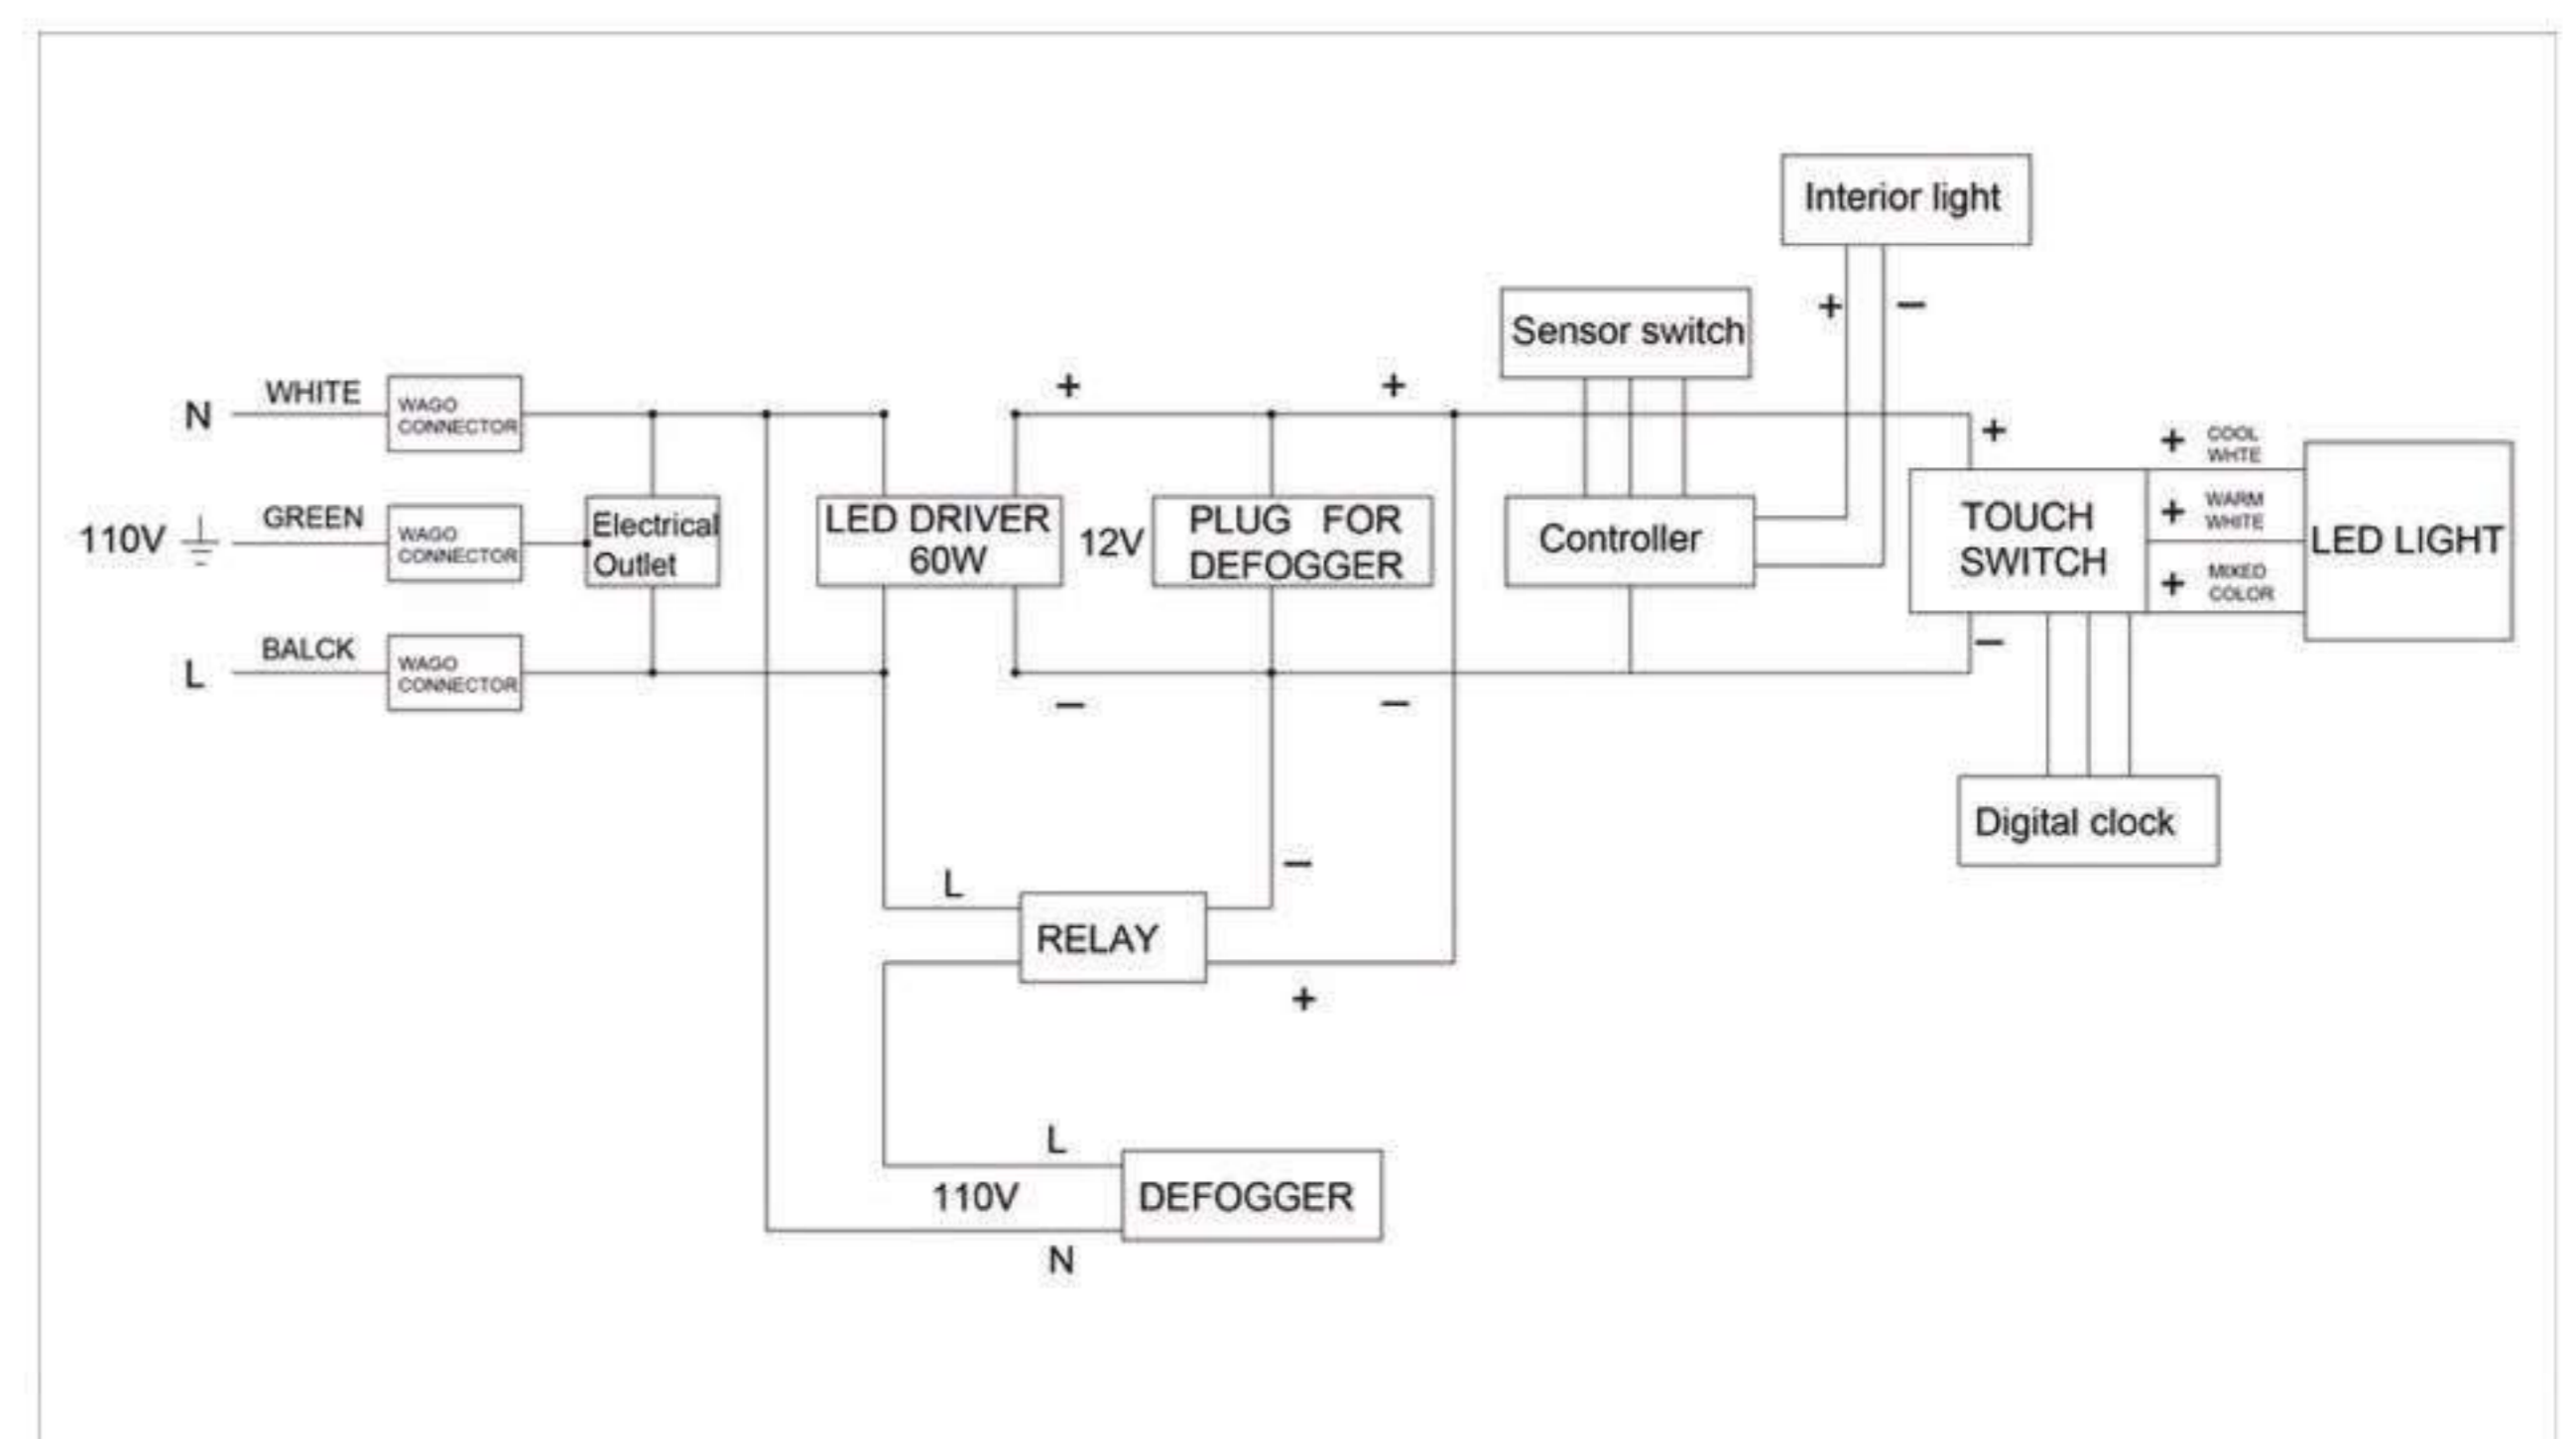 Interior light
+ −
Sensor switch
N WHITE
WAGO
CONNECTOR
+ +
+
+ COOL
WHTE
110V GREEN
WAGO
CONNECTOR
Electrical
Outlet
LED DRIVER
60W
12V
PLUG FOR
DEFOGGER
Controller
TOUCH
SWITCH
+ WARM
WHITE
LED LIGHT
+ MIXED
COLOR
L BALCK
WAGO
CONNECTOR
− −
−
Digital clock
L
−
RELAY
+
L
110V
DEFOGGER
N